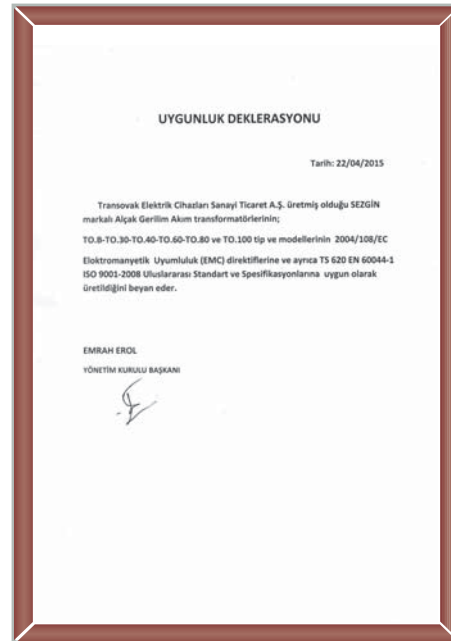 UYGUNLUK DEKLERASYONU
Tarih: 22/04/2015
Transovak Elektrik Cihazları Sanayi Ticaret A.Ş. üretmiş olduğu SEZGİN
markalı Alçak Gerilim Akım transformatörlerinin;
TO.8-TO.30-TO.40-TO.60-TO.80 ve TO.100 tip ve modellerinin 2004/108/EC
Eloktromanyetik Uyumluluk (EMC) direktiflerine ve ayrıca TS 620 EN 60044-1
ISO 9001-2008 Uluslararası Standart ve Spesifikasyonlarına uygun olarak
üretildiğini beyan eder.
EMRAH EROL
YÖNETİM KURULU BAŞKANI